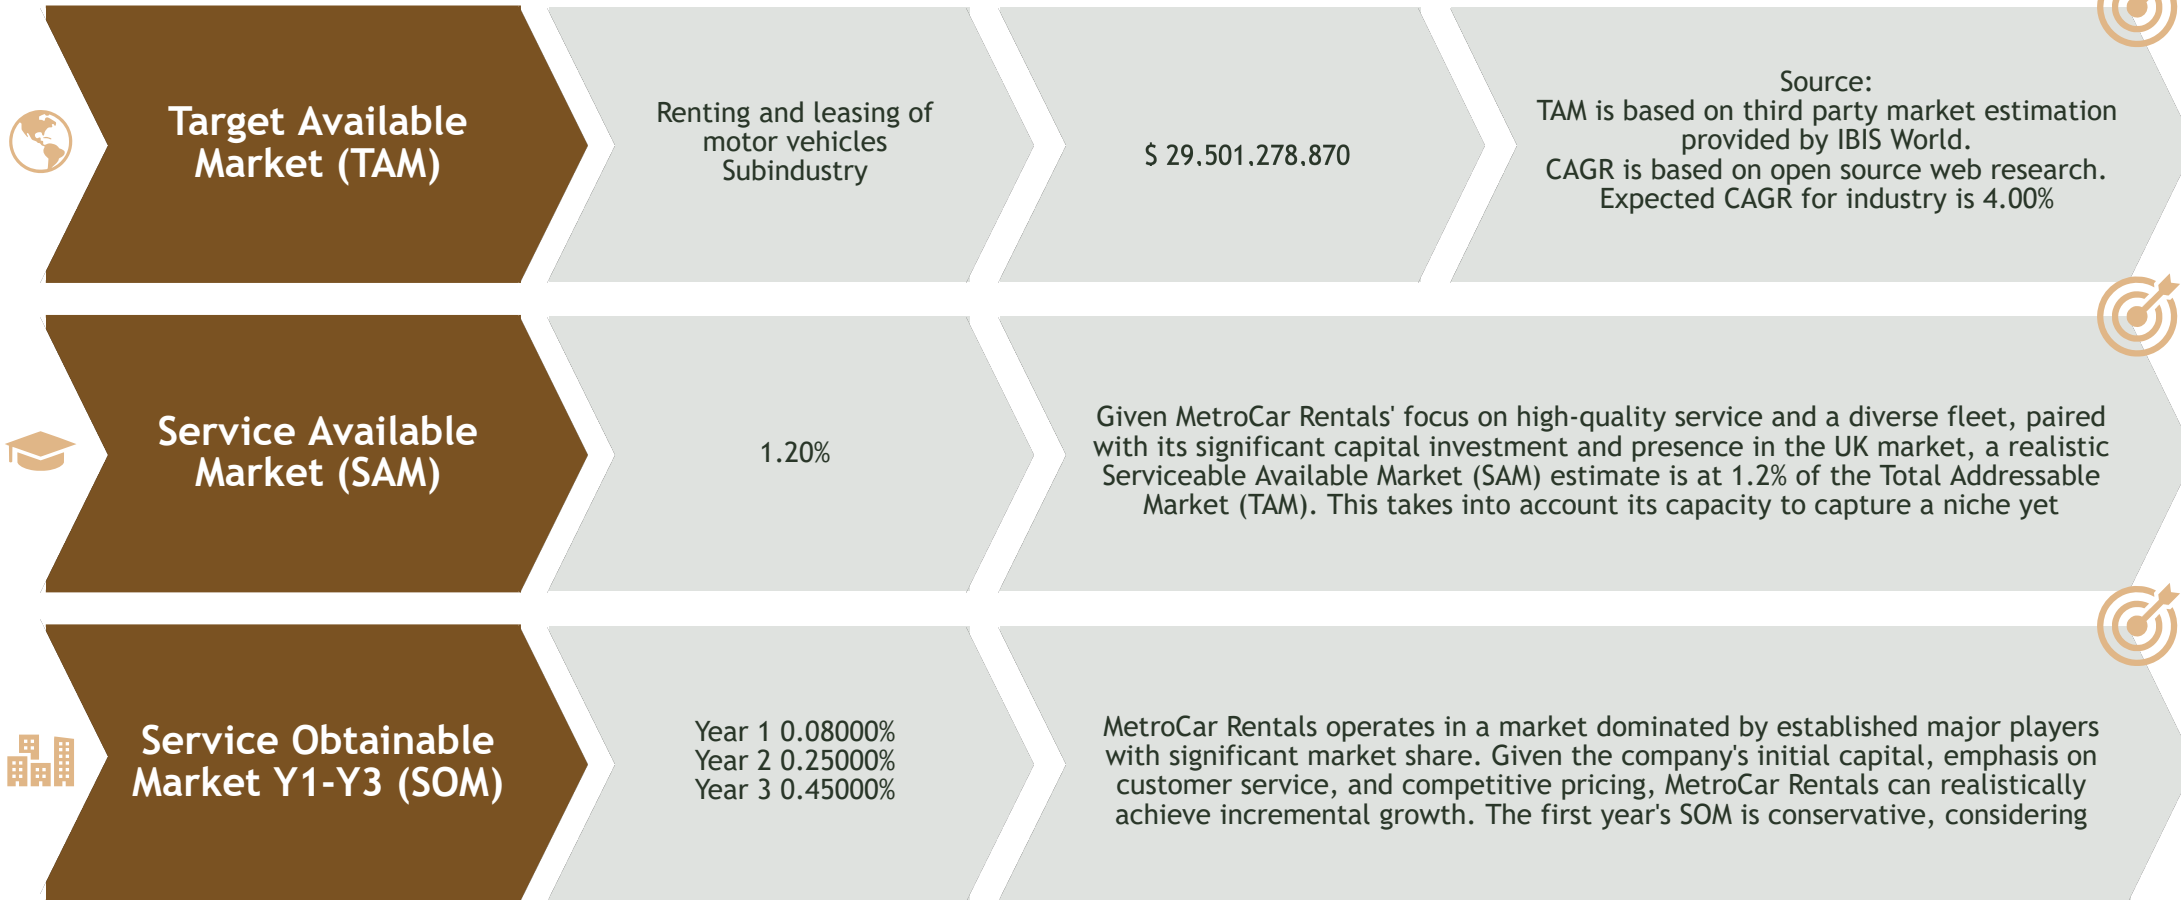 Target Available
Market (TAM)
Renting and leasing of
motor vehicles
Subindustry
$ 29,501,278,870
Source:
TAM is based on third party market estimation
provided by IBIS World.
CAGR is based on open source web research.
Expected CAGR for industry is 4.00%
Service Available
Market (SAM)
1.20%
Given MetroCar Rentals' focus on high-quality service and a diverse fleet, paired
with its significant capital investment and presence in the UK market, a realistic
Serviceable Available Market (SAM) estimate is at 1.2% of the Total Addressable
Market (TAM). This takes into account its capacity to capture a niche yet
Service Obtainable
Market Y1-Y3 (SOM)
Year 1 0.08000%
Year 2 0.25000%
Year 3 0.45000%
MetroCar Rentals operates in a market dominated by established major players
with significant market share. Given the company's initial capital, emphasis on
customer service, and competitive pricing, MetroCar Rentals can realistically
achieve incremental growth. The first year's SOM is conservative, considering